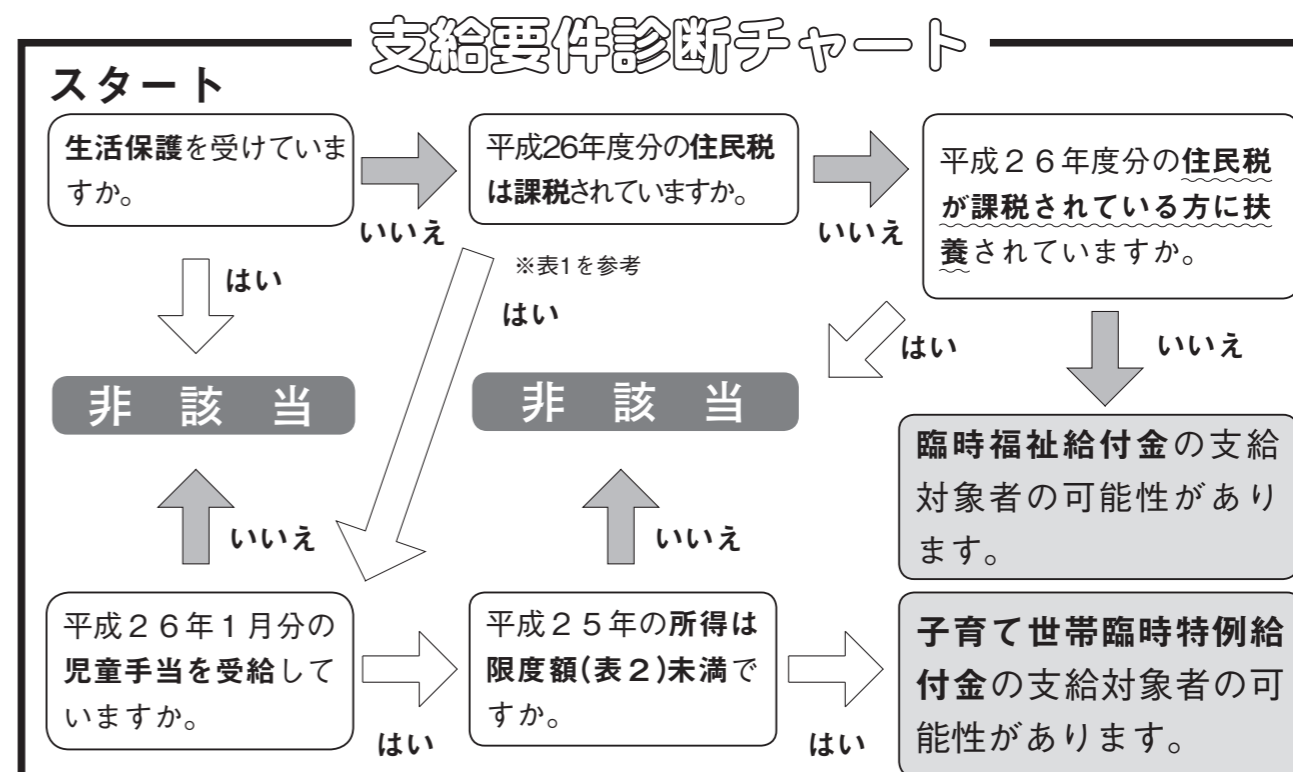 支給要件診断チャート
スタート
生活保護を受けていま
すか。
いいえ
はい
平成26年度分の住民税
は課税されていますか。
いいえ
※表1を参考
はい
平成２６年度分の住民税
が課税されている方に扶
養されていますか。
はい
いいえ
非該当
非該当
臨時福祉給付金の支給
対象者の可能性があり
ます。
いいえ
いいえ
平成２６年１月分の
児童手当を受給して
いますか。
はい
平成２５年の所得は
限度額(表２)未満で
すか。
はい
子育て世帯臨時特例給
付金の支給対象者の可
能性があります。